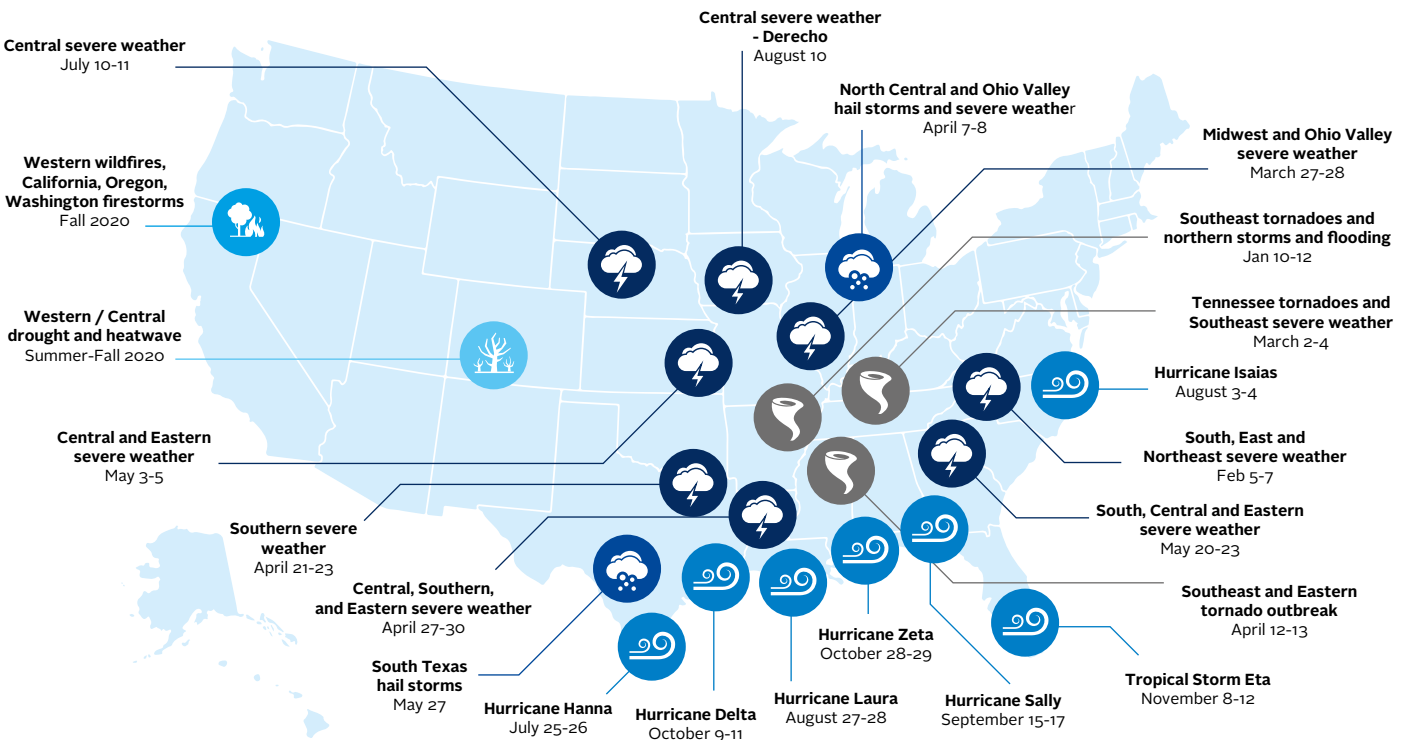 Central severe weather
- Derecho
August 10
Central severe weather
July 10-11
North Central and Ohio Valley
hail storms and severe weather
April 7-8
Midwest and Ohio Valley
severe weather
March 27-28
Western wildfires,
California, Oregon,
Washington firestorms
Fall 2020
Southeast tornadoes and
northern storms and flooding
Jan 10-12
Western / Central
drought and heatwave
Summer-Fall 2020
Tennessee tornadoes and
Southeast severe weather
March 2-4
Hurricane Isaias
August 3-4
Central and Eastern
severe weather
May 3-5
South, East and
Northeast severe weather
Feb 5-7
Southern severe
weather
April 21-23
South, Central and Eastern
severe weather
May 20-23
Central, Southern,
and Eastern severe weather
April 27-30
Southeast and Eastern
tornado outbreak
April 12-13
South Texas
hail storms
May 27
Hurricane Hanna
July 25-26
Hurricane Delta
October 9-11
Hurricane Laura
August 27-28
Hurricane Zeta
October 28-29
Hurricane Sally
September 15-17
Tropical Storm Eta
November 8-12